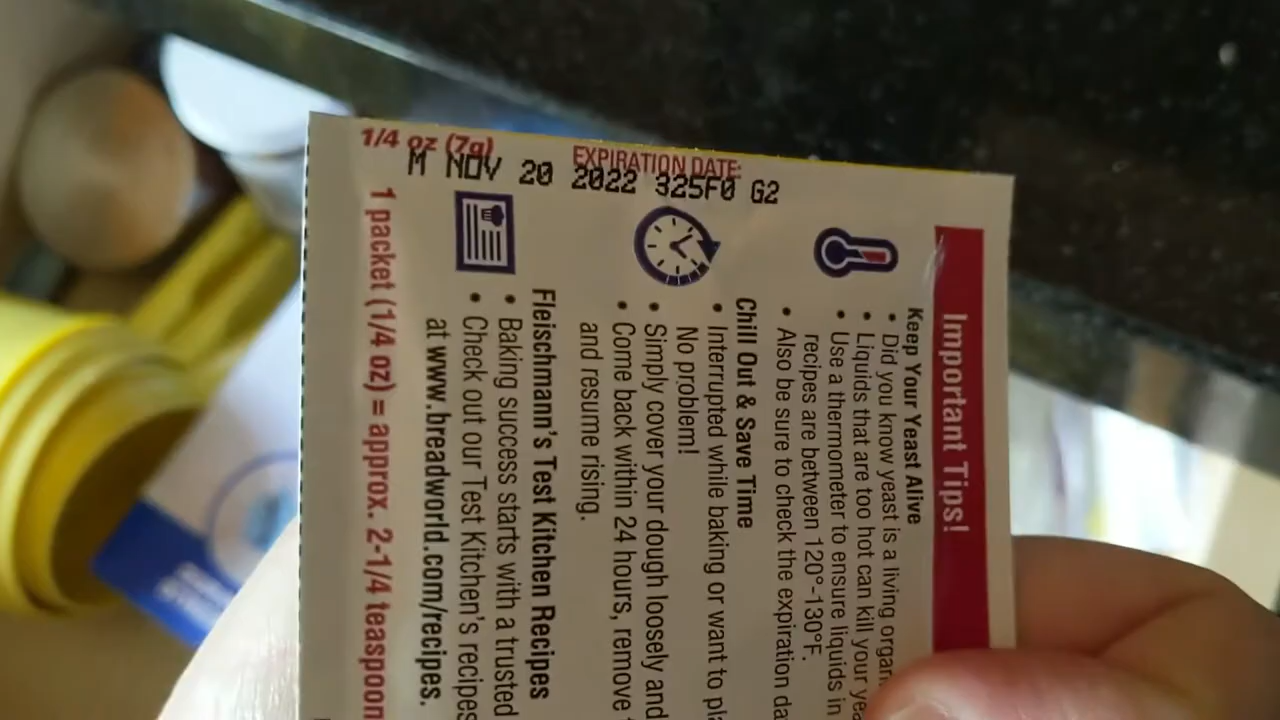 1/4 oz (7g)
EXPIRATION DATE:
M NOV 20 2022 325F0 G2
Important Tips!
Keep Your Yeast Alive
• Did you know yeast is a living
• Liquids that are too hot can kill your
• Use a thermometer to ensure liquids in
recipes are between 120°-130°F.
• Also be sure to check the expiration
Chill Out & Save Time
• Interrupted while baking or want to
No problem!
• Simply cover your dough loosely and
• Come back within 24 hours, remove
and resume rising.
Fleischmann's Test Kitchen Recipes
• Baking success starts with a trusted
• Check out our Test Kitchen's recipes
at www.breadworld.com/recipes.
1 packet (1/4 oz) = approx. 2-1/4 teaspoon